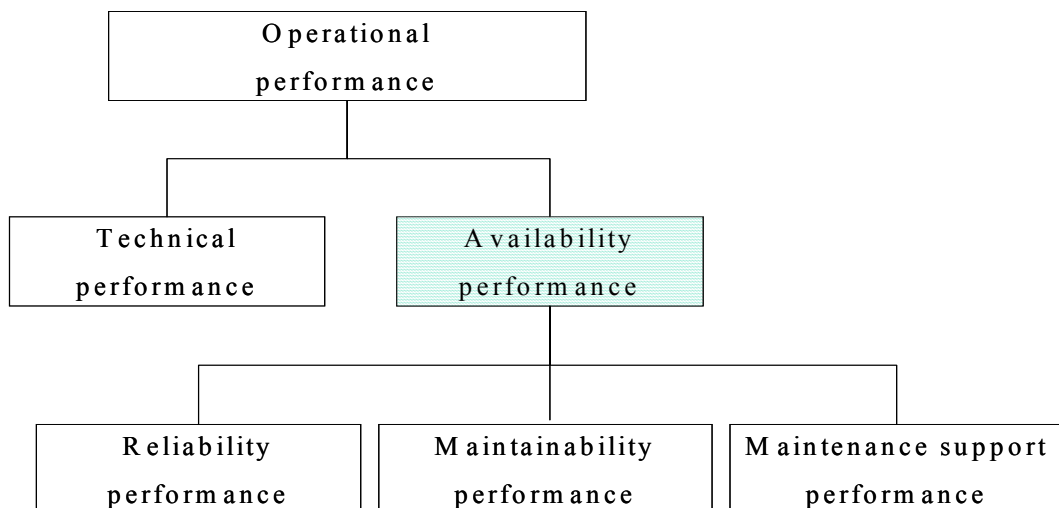 Operational
performance
Technical
performance
Availability
performance
Reliability
performance
Maintainability
performance
Maintenance support
performance